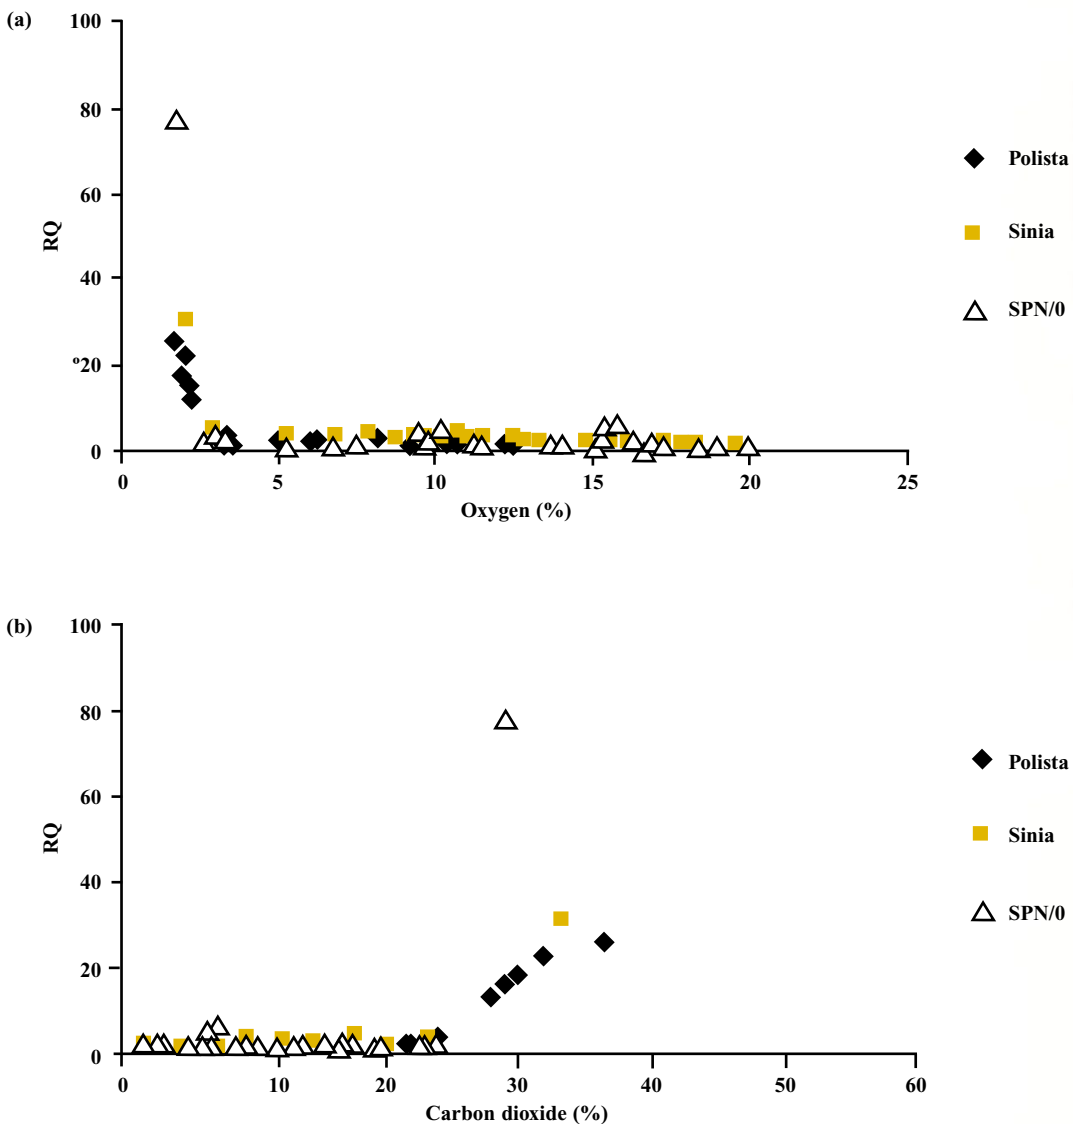 (a)
100
80
60
40
º20
0
RQ
0 5 10 15 20 25
Oxygen (%)
Polista
Sinia
SPN/0
(b)
100
80
60
40
20
0
RQ
0 10 20 30 40 50 60
Carbon dioxide (%)
Polista
Sinia
SPN/0